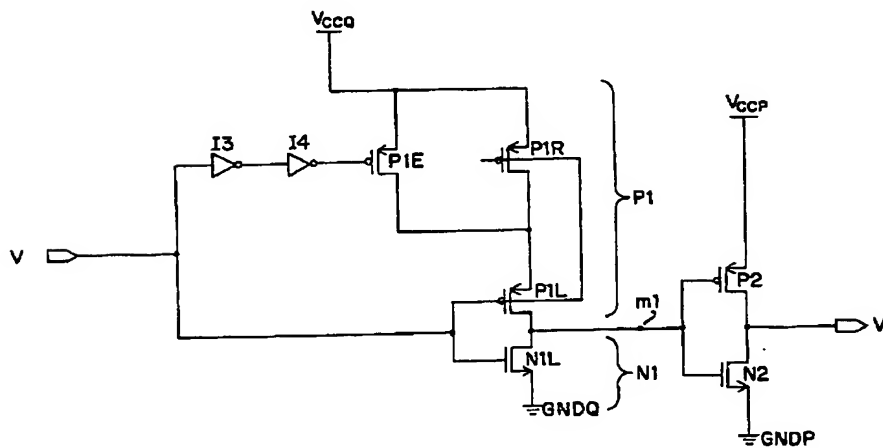 VCCQ
VCCP
I3
I4
P1E
P1R
P1
V
P1L
m1
P2
V
N1L
N1
N2
GNDQ
GNDP